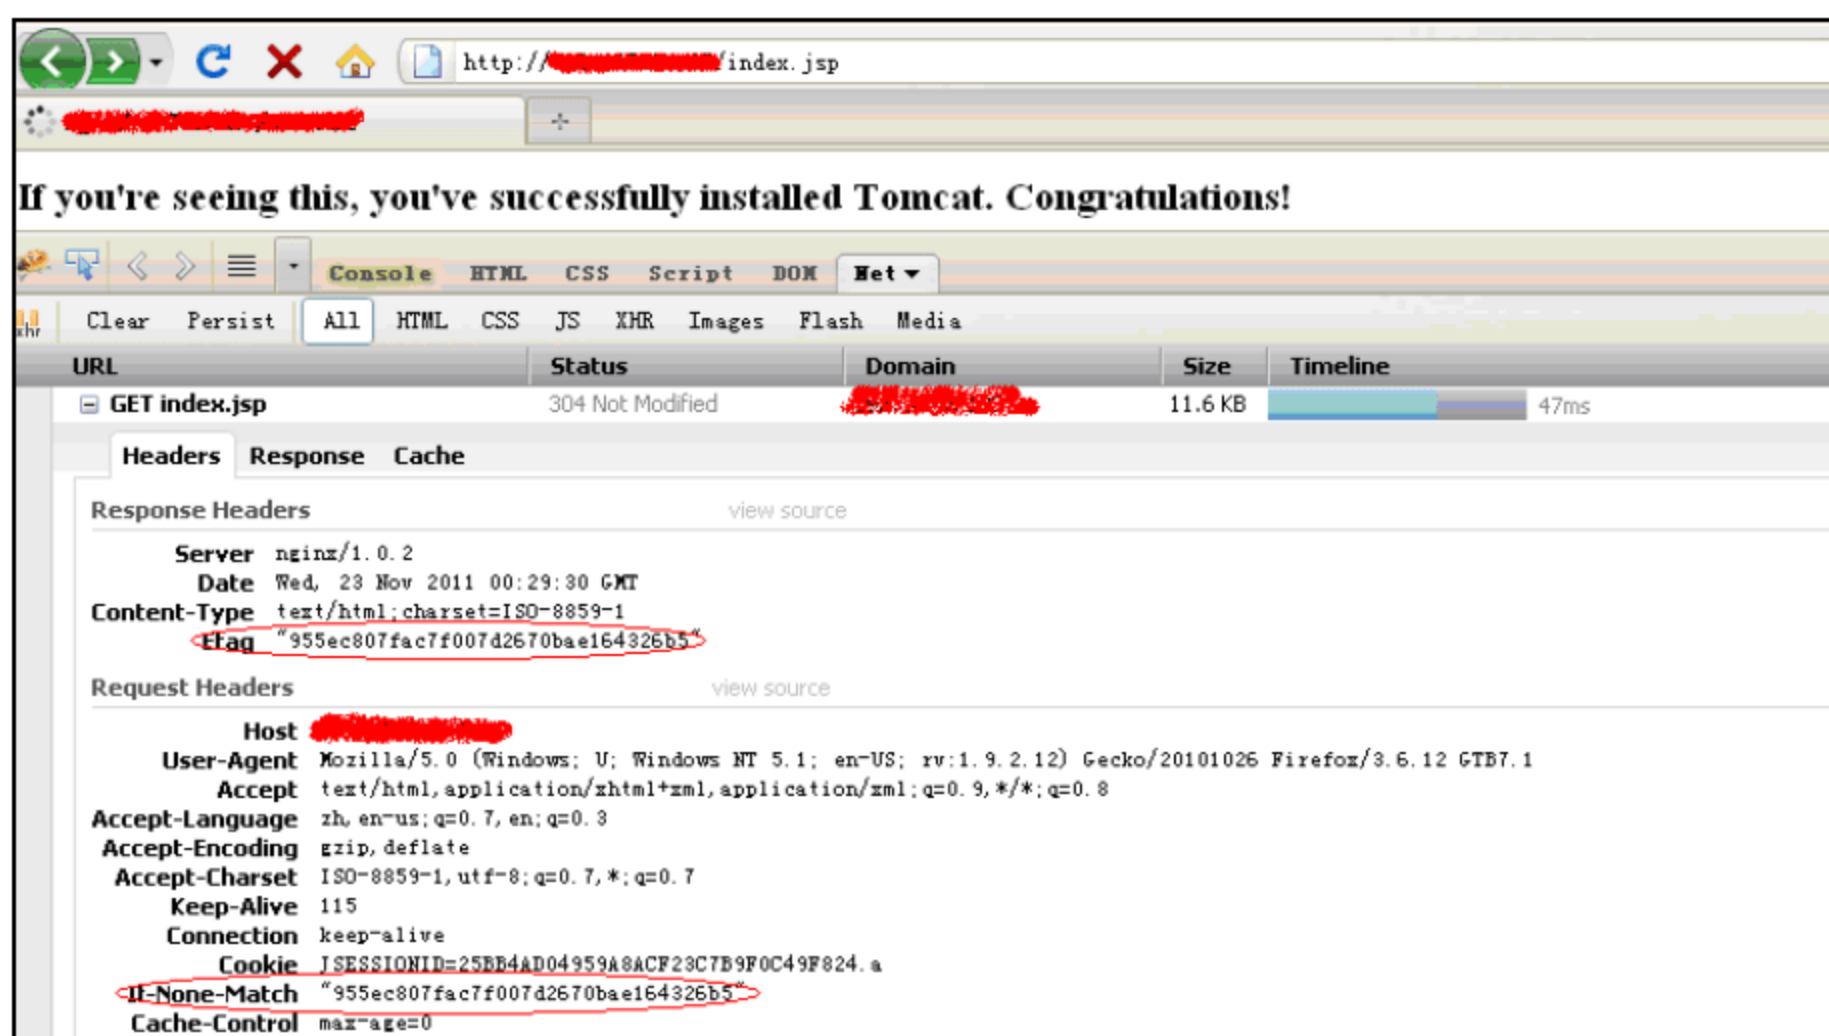 http:// /index.jsp
If you're seeing this, you've successfully installed Tomcat. Congratulations!
Console HTML CSS Script DOM Net
xhr Clear Persist All HTML CSS JS XHR Images Flash Media
URL Status Domain Size Timeline
GET index.jsp 304 Not Modified 11.6 KB 47ms
Headers Response Cache
Response Headers view source
Server nginx/1.0.2
Date Wed, 23 Nov 2011 00:29:30 GMT
Content-Type text/html;charset=ISO-8859-1
Etag "955ec807fac7f007d2670bae164326b5"
Request Headers view source
Host
User-Agent Mozilla/5.0 (Windows; U; Windows NT 5.1; en-US; rv:1.9.2.12) Gecko/20101026 Firefox/3.6.12 GTB7.1
Accept text/html,application/xhtml+xml,application/xml;q=0.9,*/*;q=0.8
Accept-Language zh,en-us;q=0.7,en;q=0.3
Accept-Encoding gzip,deflate
Accept-Charset ISO-8859-1,utf-8;q=0.7,*;q=0.7
Keep-Alive 115
Connection keep-alive
Cookie JSESSIONID=25BB4AD04959A8ACF23C7B9F0C49F824.a
If-None-Match "955ec807fac7f007d2670bae164326b5"
Cache-Control max-age=0